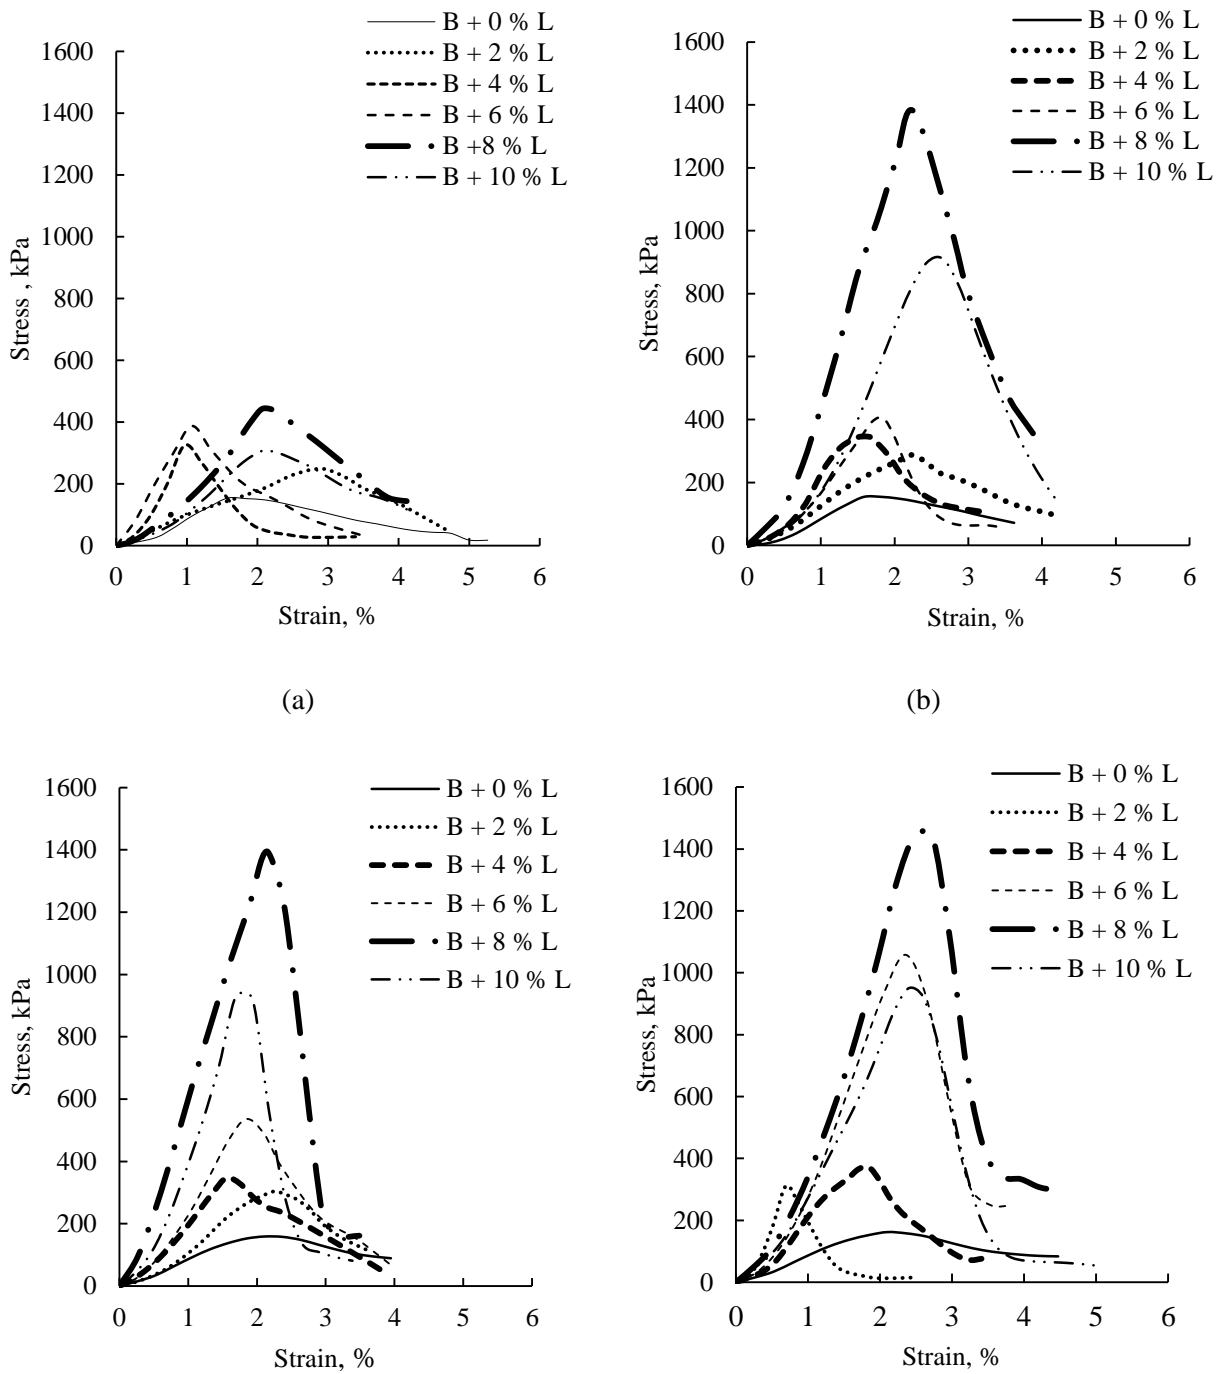 B + 0 % L
B + 2 % L
B + 4 % L
B + 6 % L
B +8 % L
B + 10 % L
1600
1400
1200
1000
800
600
400
200
0
Stress , kPa
0 1 2 3 4 5 6
Strain, %
(a)
B + 0 % L
B + 2 % L
B + 4 % L
B + 6 % L
B + 8 % L
B + 10 % L
1600
1400
1200
1000
800
600
400
200
0
Stress, kPa
0 1 2 3 4 5 6
Strain, %
(b)
B + 0 % L
B + 2 % L
B + 4 % L
B + 6 % L
B + 8 % L
B + 10 % L
1600
1400
1200
1000
800
600
400
200
0
Stress, kPa
0 1 2 3 4 5 6
Strain, %
B + 0 % L
B + 2 % L
B + 4 % L
B + 6 % L
B + 8 % L
B + 10 % L
1600
1400
1200
1000
800
600
400
200
0
Stress, kPa
0 1 2 3 4 5 6
Strain, %